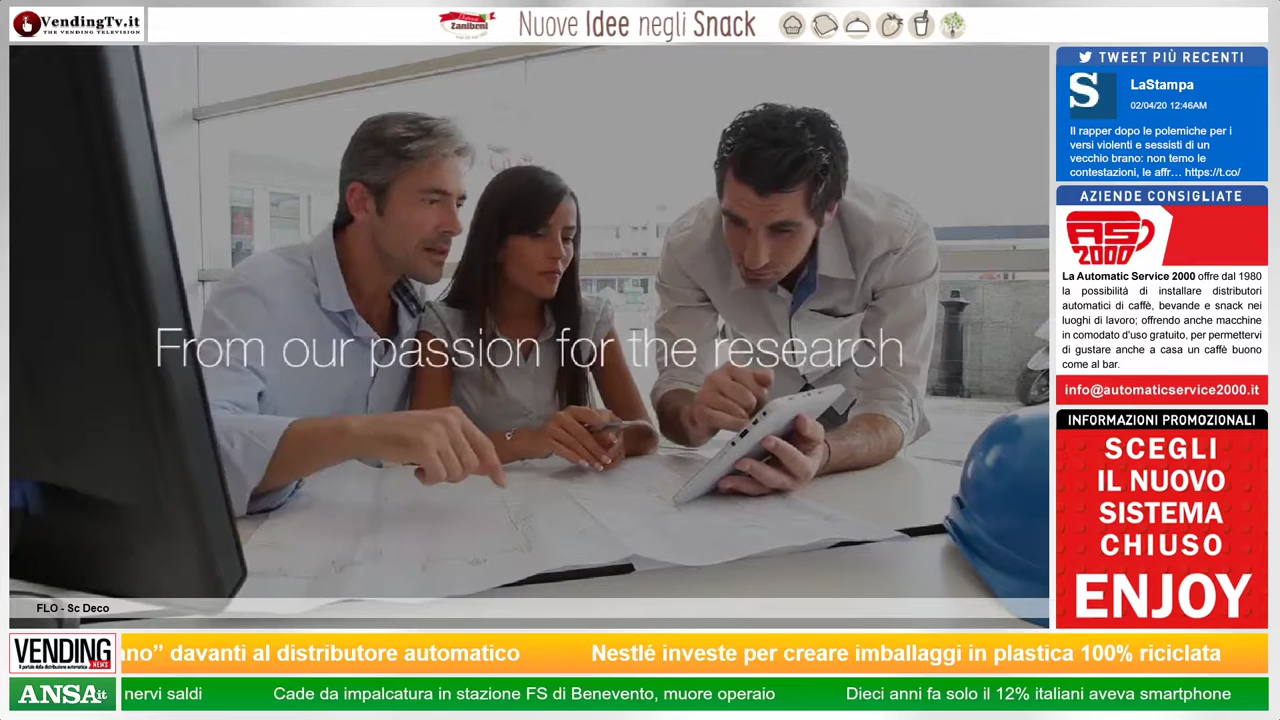 VendingTv.it
THE VENDING TELEVISION
Zaniboni
Nuove Idee negli Snack
From our passion for the research
FLO - Sc Deco
TWEET PIÙ RECENTI
S
LaStampa
02/04/20 12:46AM
Il rapper dopo le polemiche per i
versi violenti e sessisti di un
vecchio brano: non temo le
contestazioni, le affr… https://t.co/
AZIENDE CONSIGLIATE
AS
2000
La Automatic Service 2000 offre dal 1980
la possibilità di installare distributori
automatici di caffè, bevande e snack nei
luoghi di lavoro; offrendo anche macchine
in comodato d'uso gratuito, per permettervi
di gustare anche a casa un caffè buono
come al bar.
info@automaticservice2000.it
INFORMAZIONI PROMOZIONALI
SCEGLI
IL NUOVO
SISTEMA
CHIUSO
ENJOY
VENDING
NEWS
Il portale della distribuzione automatica
nno” davanti al distributore automatico Nestlé investe per creare imballaggi in plastica 100% riciclata
ANSA.it
nervi saldi Cade da impalcatura in stazione FS di Benevento, muore operaio Dieci anni fa solo il 12% italiani aveva smartphone